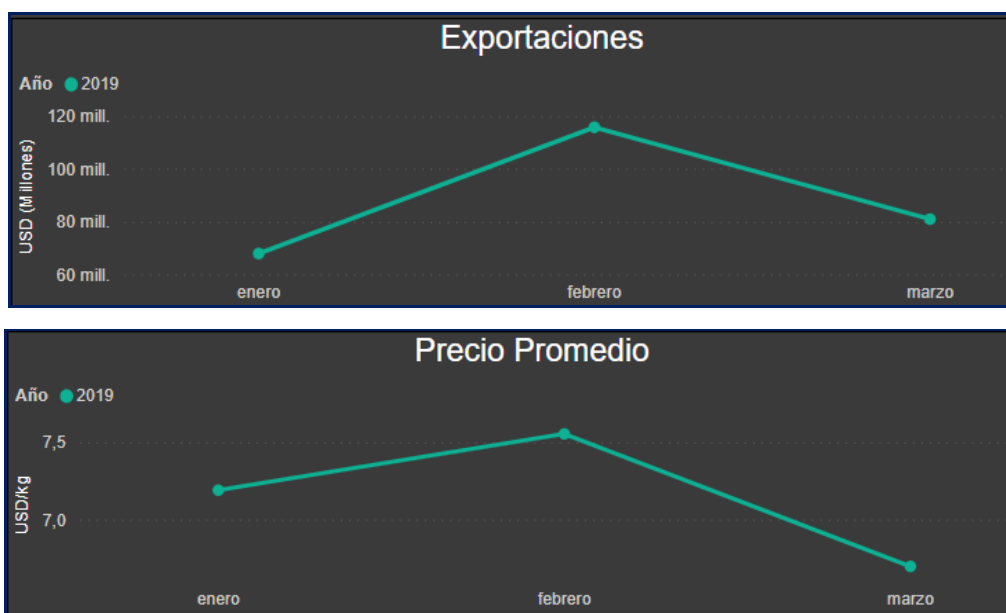 Exportaciones
Año 2019
120 mill.
100 mill.
80 mill.
60 mill.
USD (Millones)
enero febrero marzo
Precio Promedio
Año 2019
7,5
7,0
USD/kg
enero febrero marzo